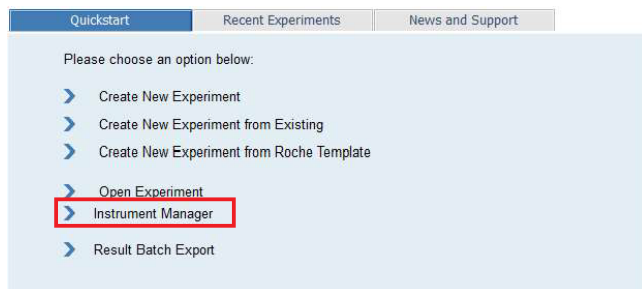 Quickstart Recent Experiments News and Support
Please choose an option below:
Create New Experiment
Create New Experiment from Existing
Create New Experiment from Roche Template
Open Experiment
Instrument Manager
Result Batch Export